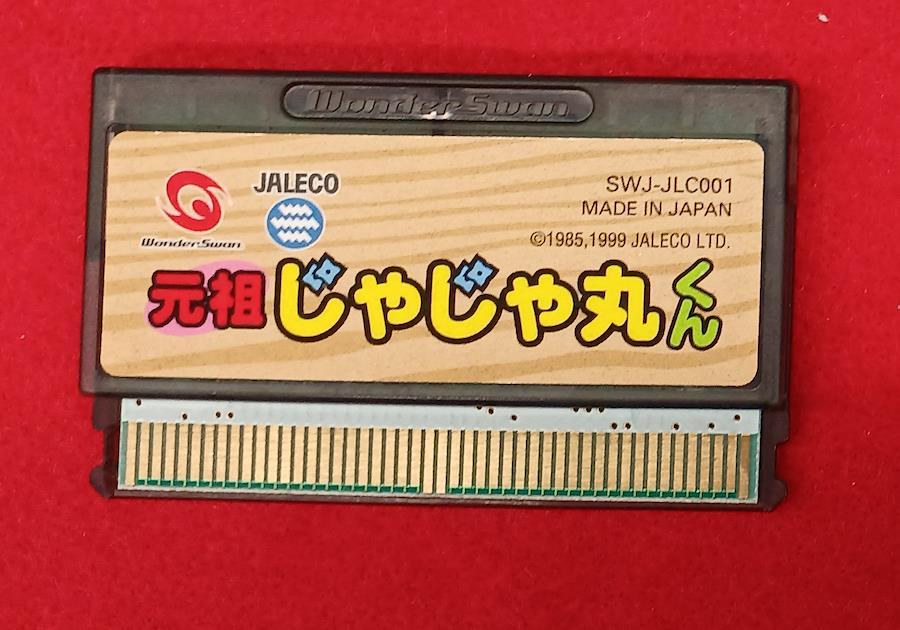 WonderSwan
JALECO
WonderSwan
SWJ-JLC001
MADE IN JAPAN
©1985,1999 JALECO LTD.
元祖じゃじゃ丸くん